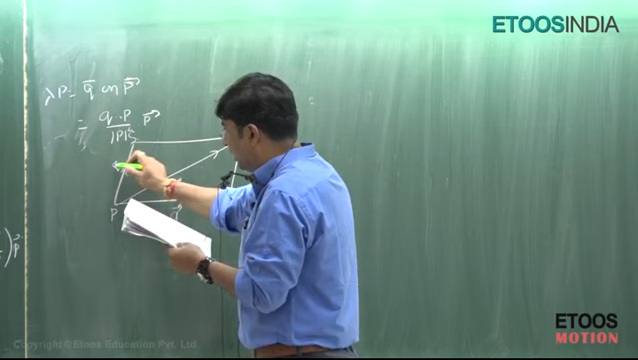 ETOOSINDIA
λP = q̄ on p⃗
= q·P / |P|² p⃗
S
P
) p⃗
ETOOS
MOTION
Copyright © Etoos Education Pvt. Ltd.